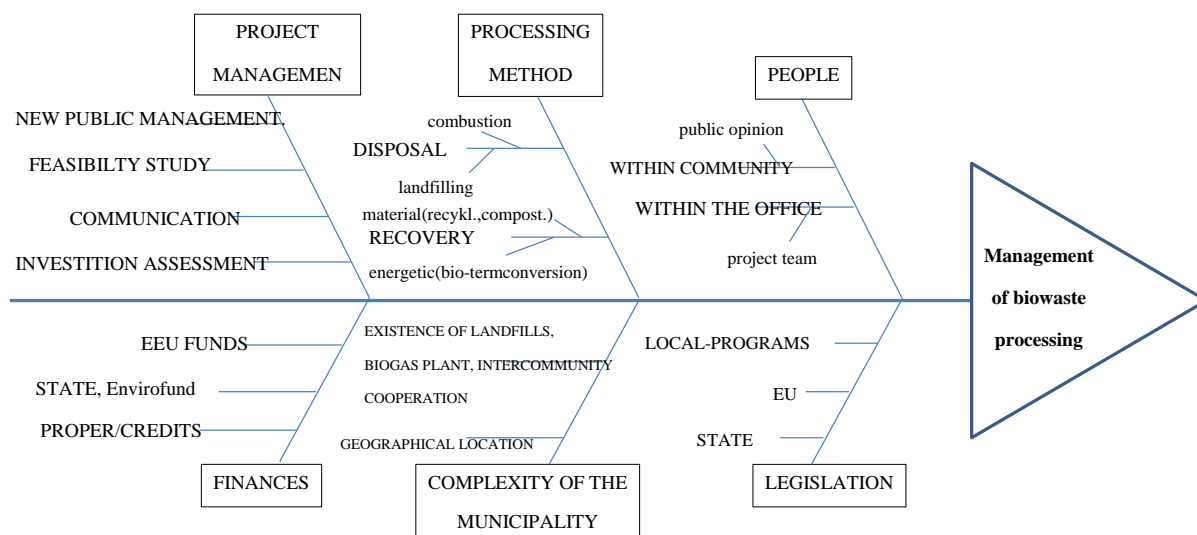 PROJECT
MANAGEMEN
PROCESSING
METHOD
PEOPLE
NEW PUBLIC MANAGEMENT.
FEASIBILTY STUDY
COMMUNICATION
INVESTITION ASSESSMENT
combustion
DISPOSAL
landfilling
material(recykl.,compost.)
RECOVERY
energetic(bio-termconversion)
public opinion
WITHIN COMMUNITY
WITHIN THE OFFICE
project team
Management
of biowaste
processing
EEU FUNDS
STATE, Envirofund
PROPER/CREDITS
FINANCES
EXISTENCE OF LANDFILLS,
BIOGAS PLANT, INTERCOMMUNITY
COOPERATION
GEOGRAPHICAL LOCATION
COMPLEXITY OF THE
MUNICIPALITY
LOCAL-PROGRAMS
EU
STATE
LEGISLATION